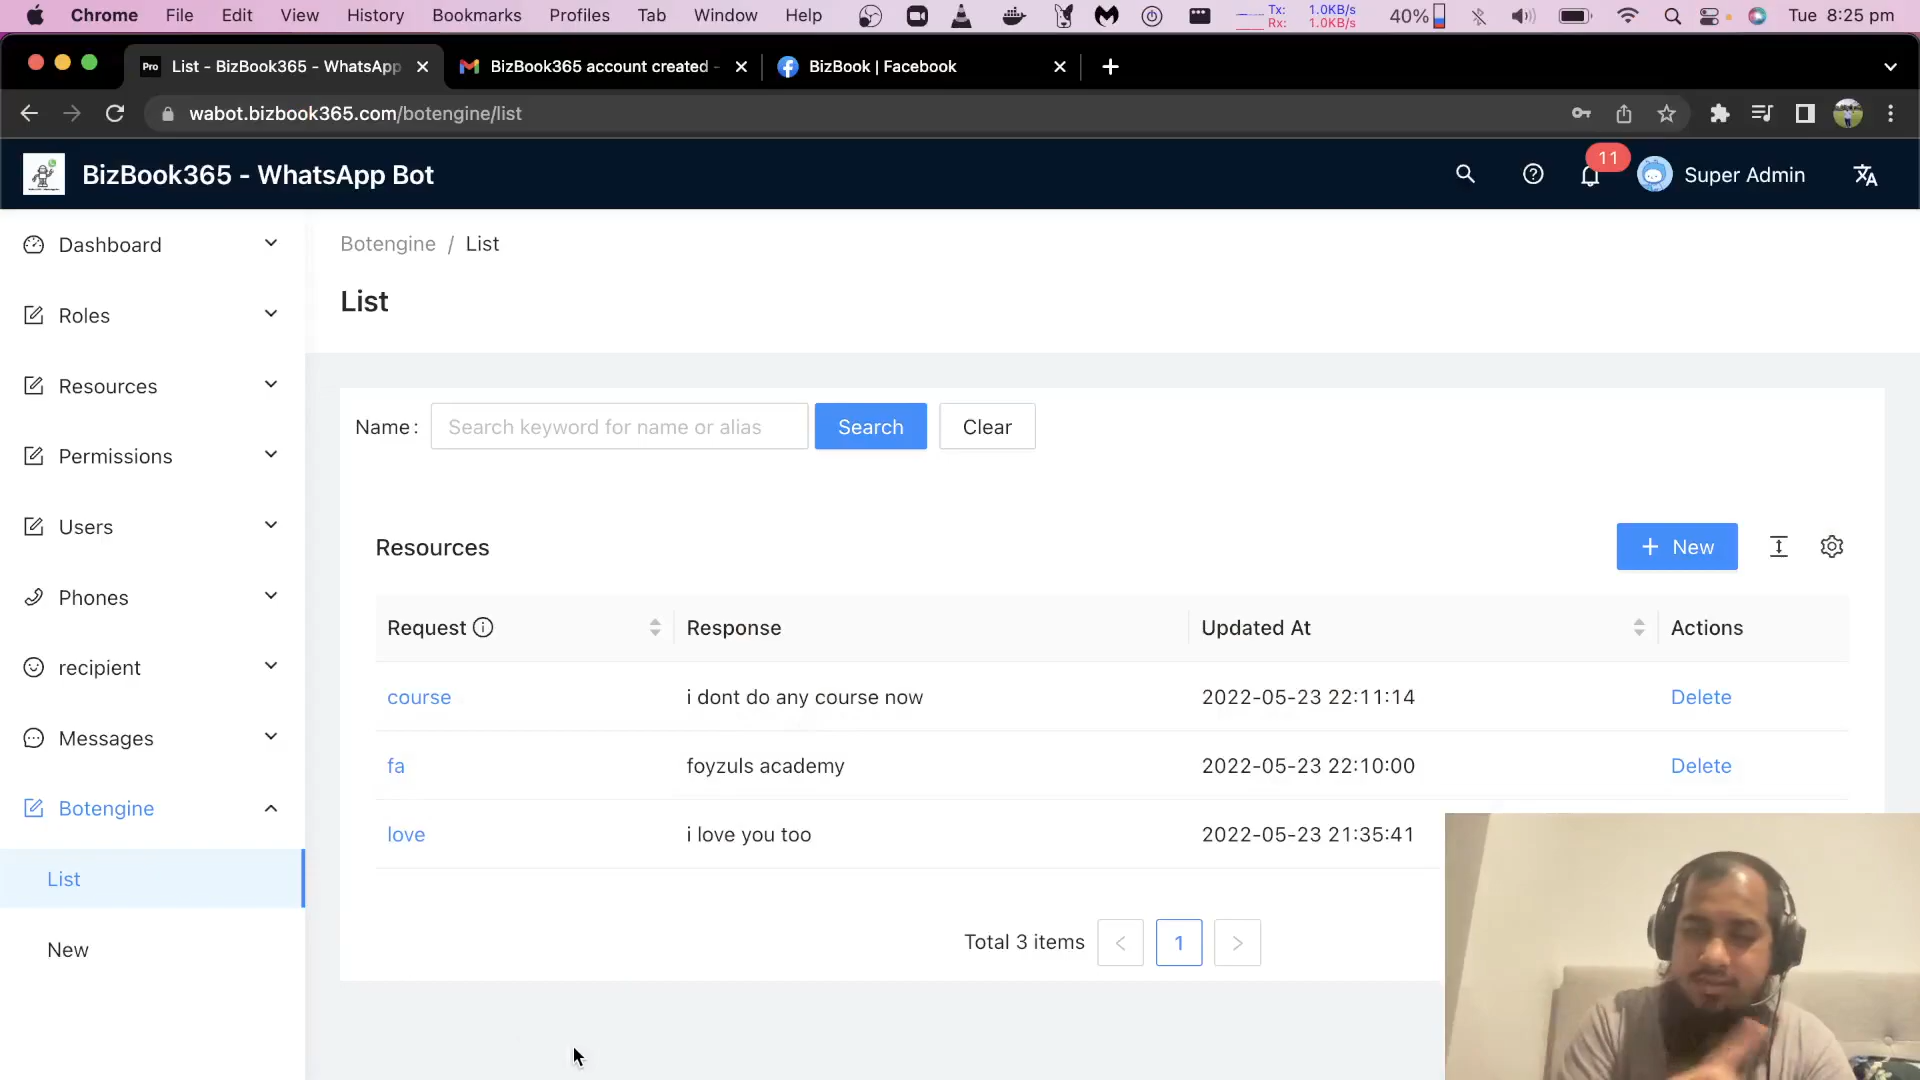 Chrome File Edit View History Bookmarks Profiles Tab Window Help Tx: 1.0KB/s Rx: 1.0KB/s 40% Tue 8:25 pm
Pro List - BizBook365 - WhatsApp BizBook365 account created - BizBook | Facebook
wabot.bizbook365.com/botengine/list
BizBook365 - WhatsApp Bot 11 Super Admin
Dashboard
Roles
Resources
Permissions
Users
Phones
recipient
Messages
Botengine
List
New
Botengine / List
List
Name : Search keyword for name or alias Search Clear
Resources + New
Request Response Updated At Actions
course i dont do any course now 2022-05-23 22:11:14 Delete
fa foyzuls academy 2022-05-23 22:10:00 Delete
love i love you too 2022-05-23 21:35:41
Total 3 items < 1 >